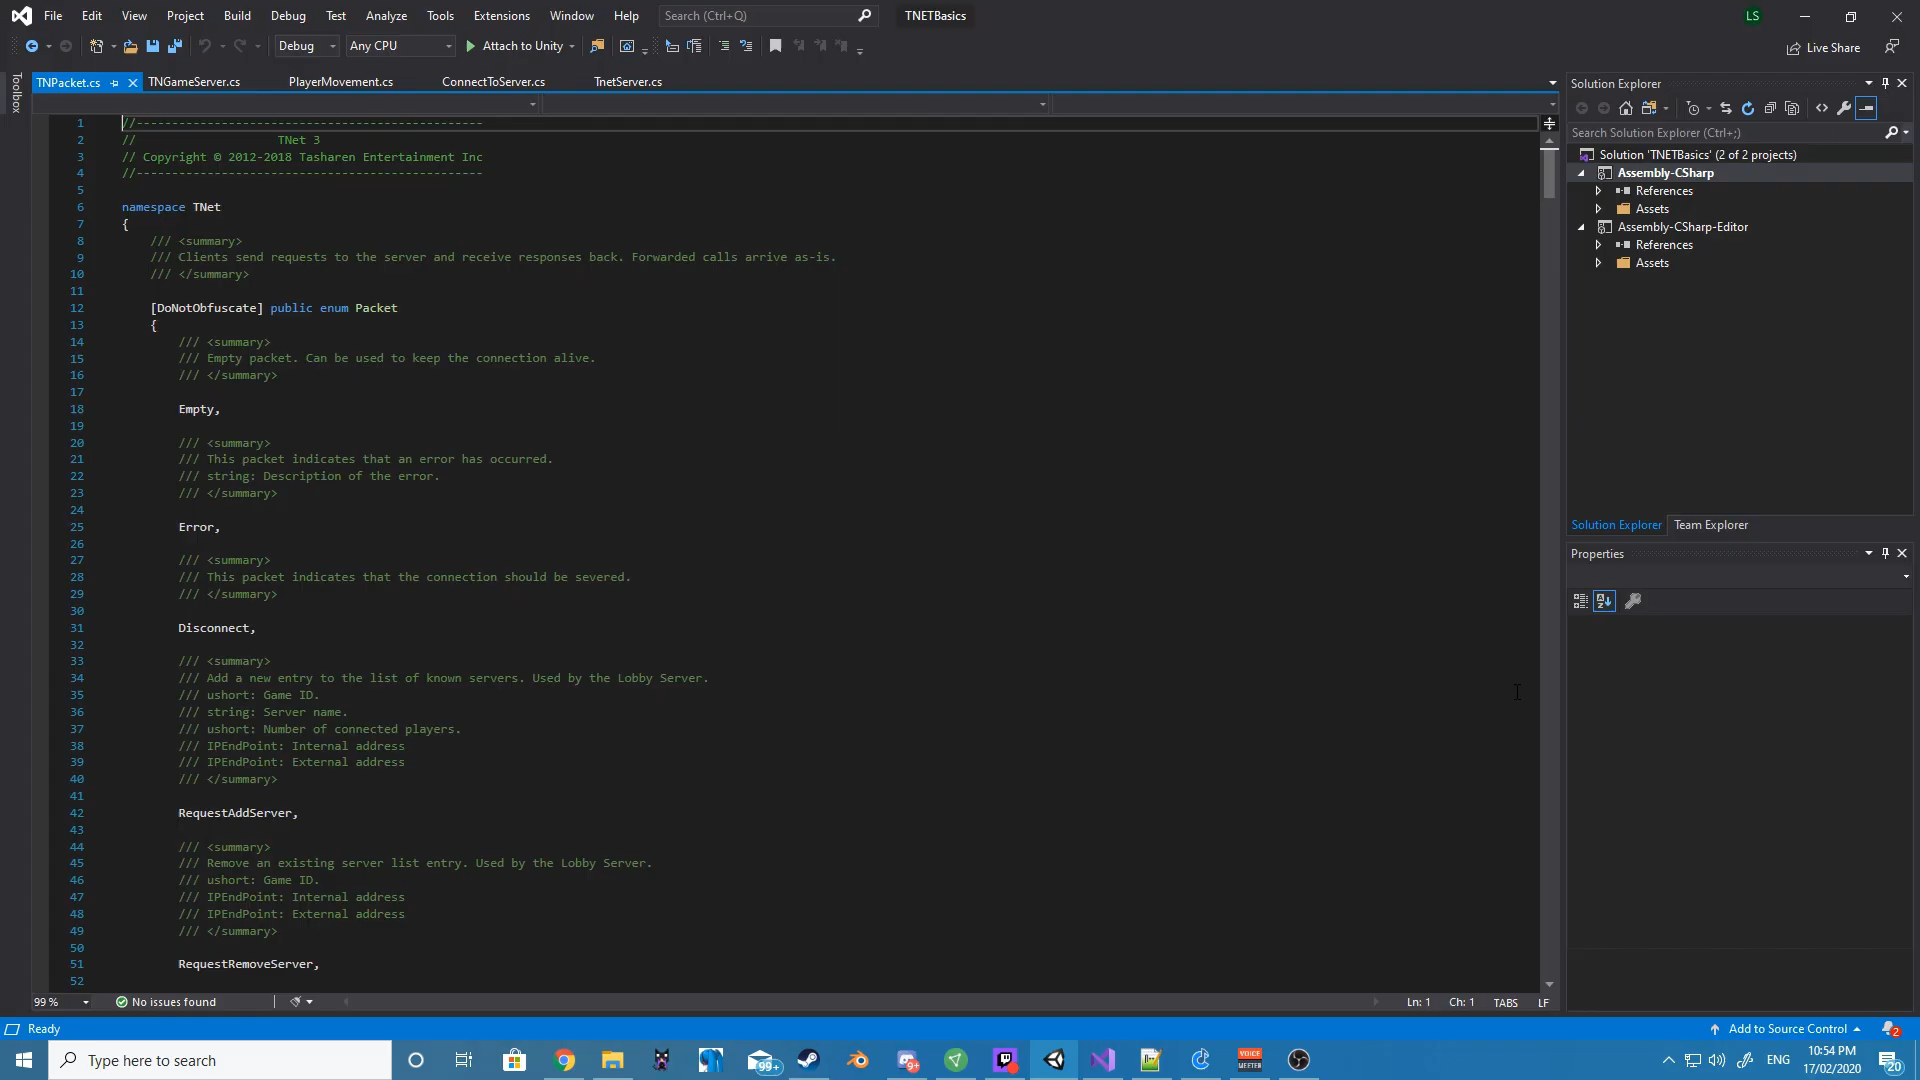 File Edit View Project Build Debug Test Analyze Tools Extensions Window Help Search (Ctrl+Q) TNETBasics LS
Debug Any CPU Attach to Unity Live Share
Toolbox
TNPacket.cs TNGameServer.cs PlayerMovement.cs ConnectToServer.cs TnetServer.cs
1 //-------------------------------------------------
2 // TNet 3
3 // Copyright © 2012-2018 Tasharen Entertainment Inc
4 //-------------------------------------------------
5
6 namespace TNet
7 {
8 /// <summary>
9 /// Clients send requests to the server and receive responses back. Forwarded calls arrive as-is.
10 /// </summary>
11
12 [DoNotObfuscate] public enum Packet
13 {
14 /// <summary>
15 /// Empty packet. Can be used to keep the connection alive.
16 /// </summary>
17
18 Empty,
19
20 /// <summary>
21 /// This packet indicates that an error has occurred.
22 /// string: Description of the error.
23 /// </summary>
24
25 Error,
26
27 /// <summary>
28 /// This packet indicates that the connection should be severed.
29 /// </summary>
30
31 Disconnect,
32
33 /// <summary>
34 /// Add a new entry to the list of known servers. Used by the Lobby Server.
35 /// ushort: Game ID.
36 /// string: Server name.
37 /// ushort: Number of connected players.
38 /// IPEndPoint: Internal address
39 /// IPEndPoint: External address
40 /// </summary>
41
42 RequestAddServer,
43
44 /// <summary>
45 /// Remove an existing server list entry. Used by the Lobby Server.
46 /// ushort: Game ID.
47 /// IPEndPoint: Internal address
48 /// IPEndPoint: External address
49 /// </summary>
50
51 RequestRemoveServer,
52
99 % No issues found Ln: 1 Ch: 1 TABS LF
Solution Explorer
Search Solution Explorer (Ctrl+;)
Solution 'TNETBasics' (2 of 2 projects)
Assembly-CSharp
References
Assets
Assembly-CSharp-Editor
References
Assets
Solution Explorer Team Explorer
Properties
Ready Add to Source Control 2
Type here to search 99+ 9+ VOICE MEETER ENG 10:54 PM
17/02/2020 20